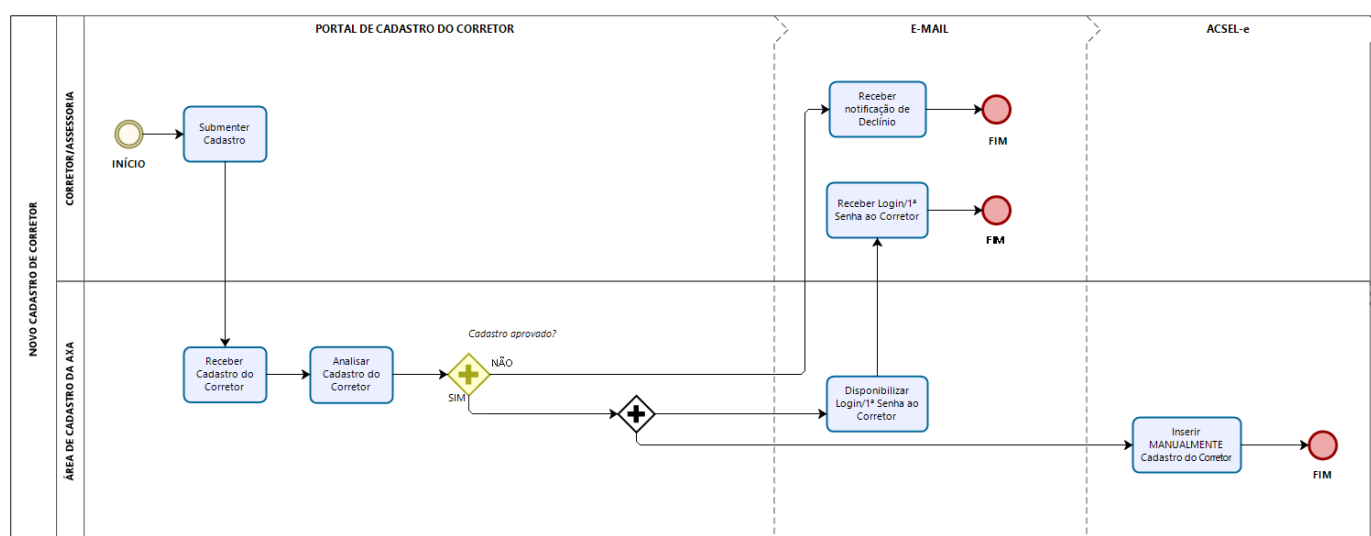 PORTAL DE CADASTRO DO CORRETOR
E-MAIL
ACSEL-e
NOVO CADASTRO DE CORRETOR
CORRETOR/ASSESSORIA
INÍCIO
Submenter
Cadastro
Receber
notificação de
Declínio
FIM
Receber Login/1ª
Senha ao Corretor
FIM
ÁREA DE CADASTRO DA AXA
Receber
Cadastro do
Corretor
Analisar
Cadastro do
Corretor
Cadastro aprovado?
NÃO
SIM
Disponibilizar
Login/1ª Senha ao
Corretor
Inserir
MANUALMENTE
Cadastro do Corretor
FIM